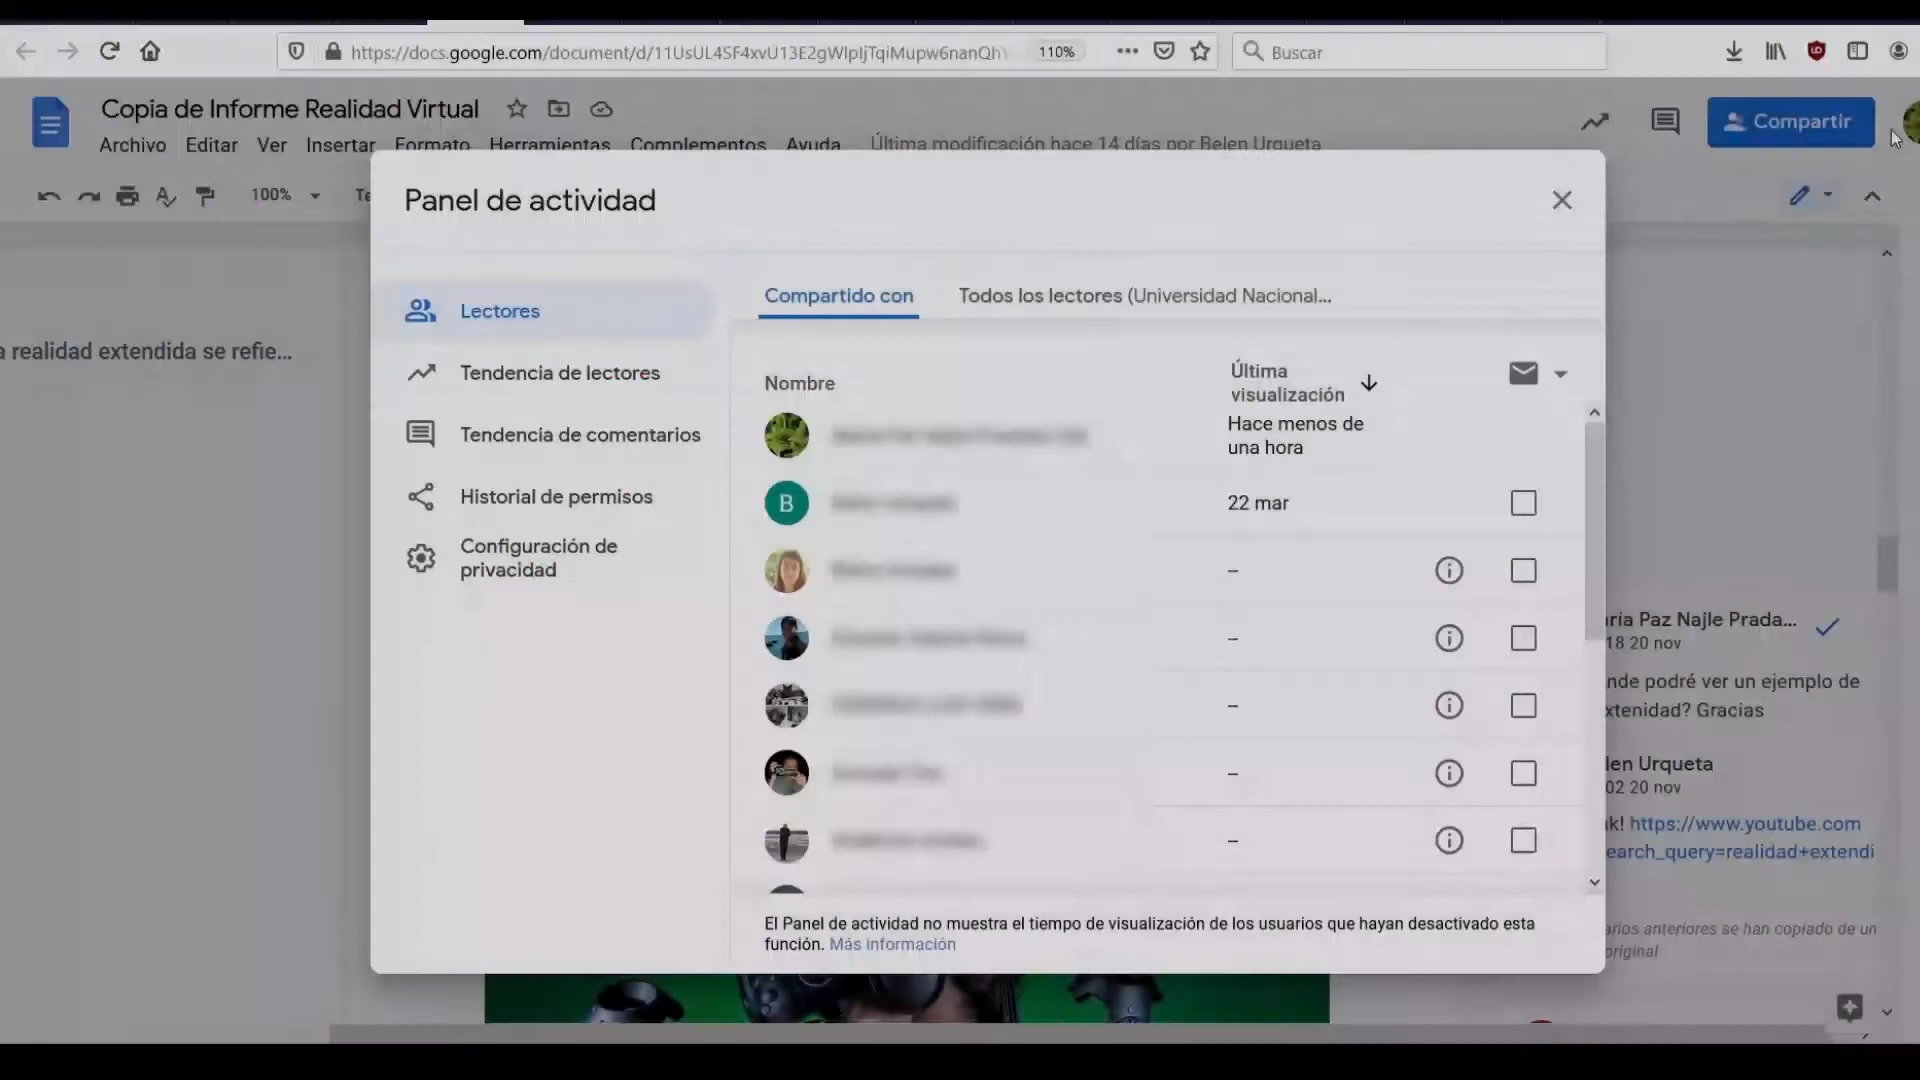 https://docs.google.com/document/d/11UsUL4SF4xvU13E2gWlpIjTqiMupw6nanQh
110%
Buscar
Copia de Informe Realidad Virtual
Archivo Editar Ver Insertar Formato Herramientas Complementos Ayuda Última modificación hace 14 días por Belen Urqueta
Compartir
100%
Te
Panel de actividad
Lectores
Tendencia de lectores
Tendencia de comentarios
Historial de permisos
Configuración de
privacidad
Compartido con
Todos los lectores (Universidad Nacional...
Nombre
Última
visualización
Hace menos de
una hora
B
22 mar
–
–
–
–
–
El Panel de actividad no muestra el tiempo de visualización de los usuarios que hayan desactivado esta
función. Más información
a realidad extendida se refie...
ría Paz Najle Prada...
18 20 nov
nde podré ver un ejemplo de
xtenidad? Gracias
len Urqueta
02 20 nov
k! https://www.youtube.com
earch_query=realidad+extendi
rios anteriores se han copiado de un
original